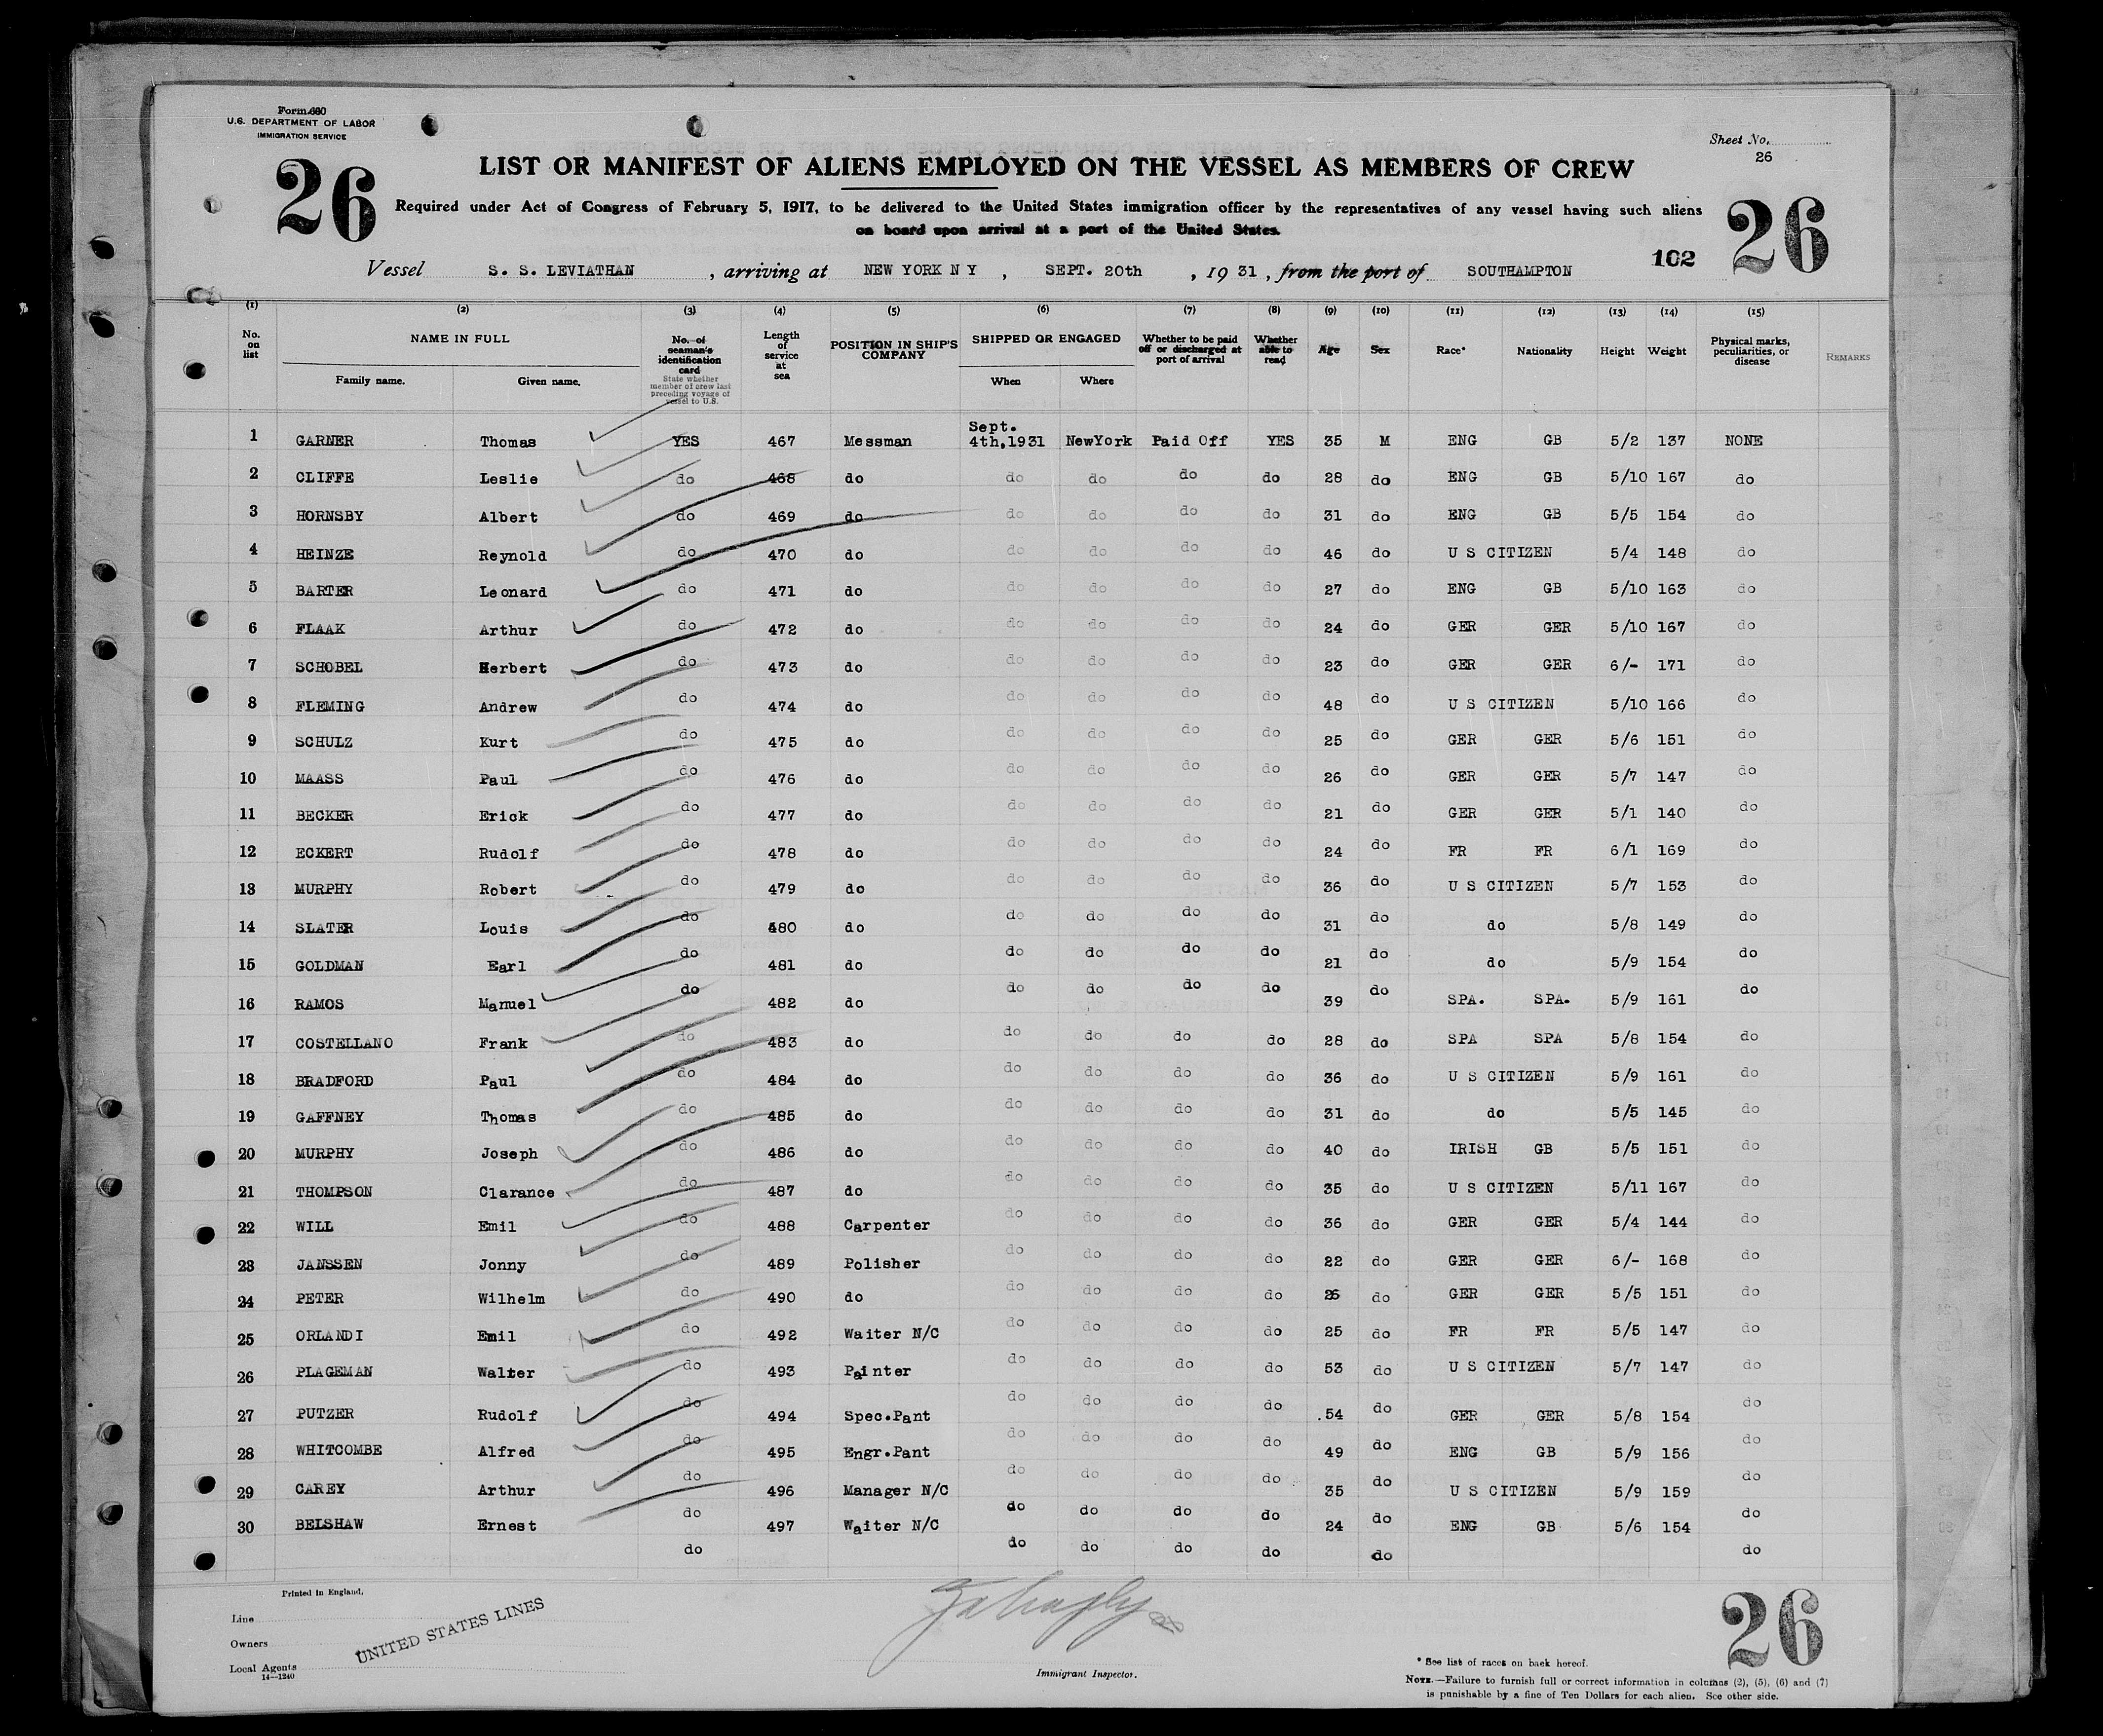 Form 680
U.S. DEPARTMENT OF LABOR
IMMIGRATION SERVICE
Sheet No.
26
26
26
LIST OR MANIFEST OF ALIENS EMPLOYED ON THE VESSEL AS MEMBERS OF CREW
Required under Act of Congress of February 5, 1917, to be delivered to the United States immigration officer by the representatives of any vessel having such aliens
on board upon arrival at a port of the United States.
102
Vessel S. S. LEVIATHAN , arriving at NEW YORK N Y , SEPT. 20th , 19 31 , from the port of SOUTHAMPTON
(1) (2) (3) (4) (5) (6) (7) (8) (9) (10) (11) (12) (13) (14) (15)
No. on list NAME IN FULL Family name. Given name. No. of seaman's identification card State whether member of crew last preceding voyage of vessel to U.S. Length of service at sea POSITION IN SHIP'S COMPANY SHIPPED OR ENGAGED When Where Whether to be paid off or discharged at port of arrival Whether able to read Age Sex Race* Nationality Height Weight Physical marks, peculiarities, or disease REMARKS
1 GARNER Thomas YES 467 Messman Sept. 4th,1931 NewYork Paid Off YES 35 M ENG GB 5/2 137 NONE
2 CLIFFE Leslie do 468 do do do do do 28 do ENG GB 5/10 167 do
3 HORNSBY Albert do 469 do do do do do 31 do ENG GB 5/5 154 do
4 HEINZE Reynold do 470 do do do do do 46 do U S CITIZEN 5/4 148 do
5 BARTER Leonard do 471 do do do do do 27 do ENG GB 5/10 163 do
6 FLAAK Arthur do 472 do do do do do 24 do GER GER 5/10 167 do
7 SCHOBEL Herbert do 473 do do do do do 23 do GER GER 6/- 171 do
8 FLEMING Andrew do 474 do do do do do 48 do U S CITIZEN 5/10 166 do
9 SCHULZ Kurt do 475 do do do do do 25 do GER GER 5/6 151 do
10 MAASS Paul do 476 do do do do do 26 do GER GER 5/7 147 do
11 BECKER Erick do 477 do do do do do 21 do GER GER 5/1 140 do
12 ECKERT Rudolf do 478 do do do do do 24 do FR FR 6/1 169 do
13 MURPHY Robert do 479 do do do do do 36 do U S CITIZEN 5/7 153 do
14 SLATER Louis do 480 do do do do do 31 do do 5/8 149 do
15 GOLDMAN Earl do 481 do do do do do 21 do do 5/9 154 do
16 RAMOS Manuel do 482 do do do do do 39 do SPA. SPA. 5/9 161 do
17 COSTELLANO Frank do 483 do do do do do 28 do SPA SPA 5/8 154 do
18 BRADFORD Paul do 484 do do do do do 36 do U S CITIZEN 5/9 161 do
19 GAFFNEY Thomas do 485 do do do do do 31 do do 5/5 145 do
20 MURPHY Joseph do 486 do do do do do 40 do IRISH GB 5/5 151 do
21 THOMPSON Clarance do 487 do do do do do 35 do U S CITIZEN 5/11 167 do
22 WILL Emil do 488 Carpenter do do do do 36 do GER GER 5/4 144 do
23 JANSSEN Jonny do 489 Polisher do do do do 22 do GER GER 6/- 168 do
24 PETER Wilhelm do 490 do do do do do 26 do GER GER 5/5 151 do
25 ORLANDI Emil do 492 Waiter N/C do do do do 25 do FR FR 5/5 147 do
26 PLAGEMAN Walter do 493 Painter do do do do 53 do U S CITIZEN 5/7 147 do
27 PUTZER Rudolf do 494 Spec.Pant do do do do .54 do GER GER 5/8 154 do
28 WHITCOMBE Alfred do 495 Engr.Pant do do do do 49 do ENG GB 5/9 156 do
29 CAREY Arthur do 496 Manager N/C do do do do 35 do U S CITIZEN 5/9 159 do
30 BELSHAW Ernest do 497 Waiter N/C do do do do 24 do ENG GB 5/6 154 do
do do do do do do do
Printed in England.
Line
Owners
Local Agents
14—1240
UNITED STATES LINES
Immigrant Inspector.
26
* See list of races on back hereof.
NOTE.—Failure to furnish full or correct information in columns (2), (5), (6) and (7)
is punishable by a fine of Ten Dollars for each alien. See other side.